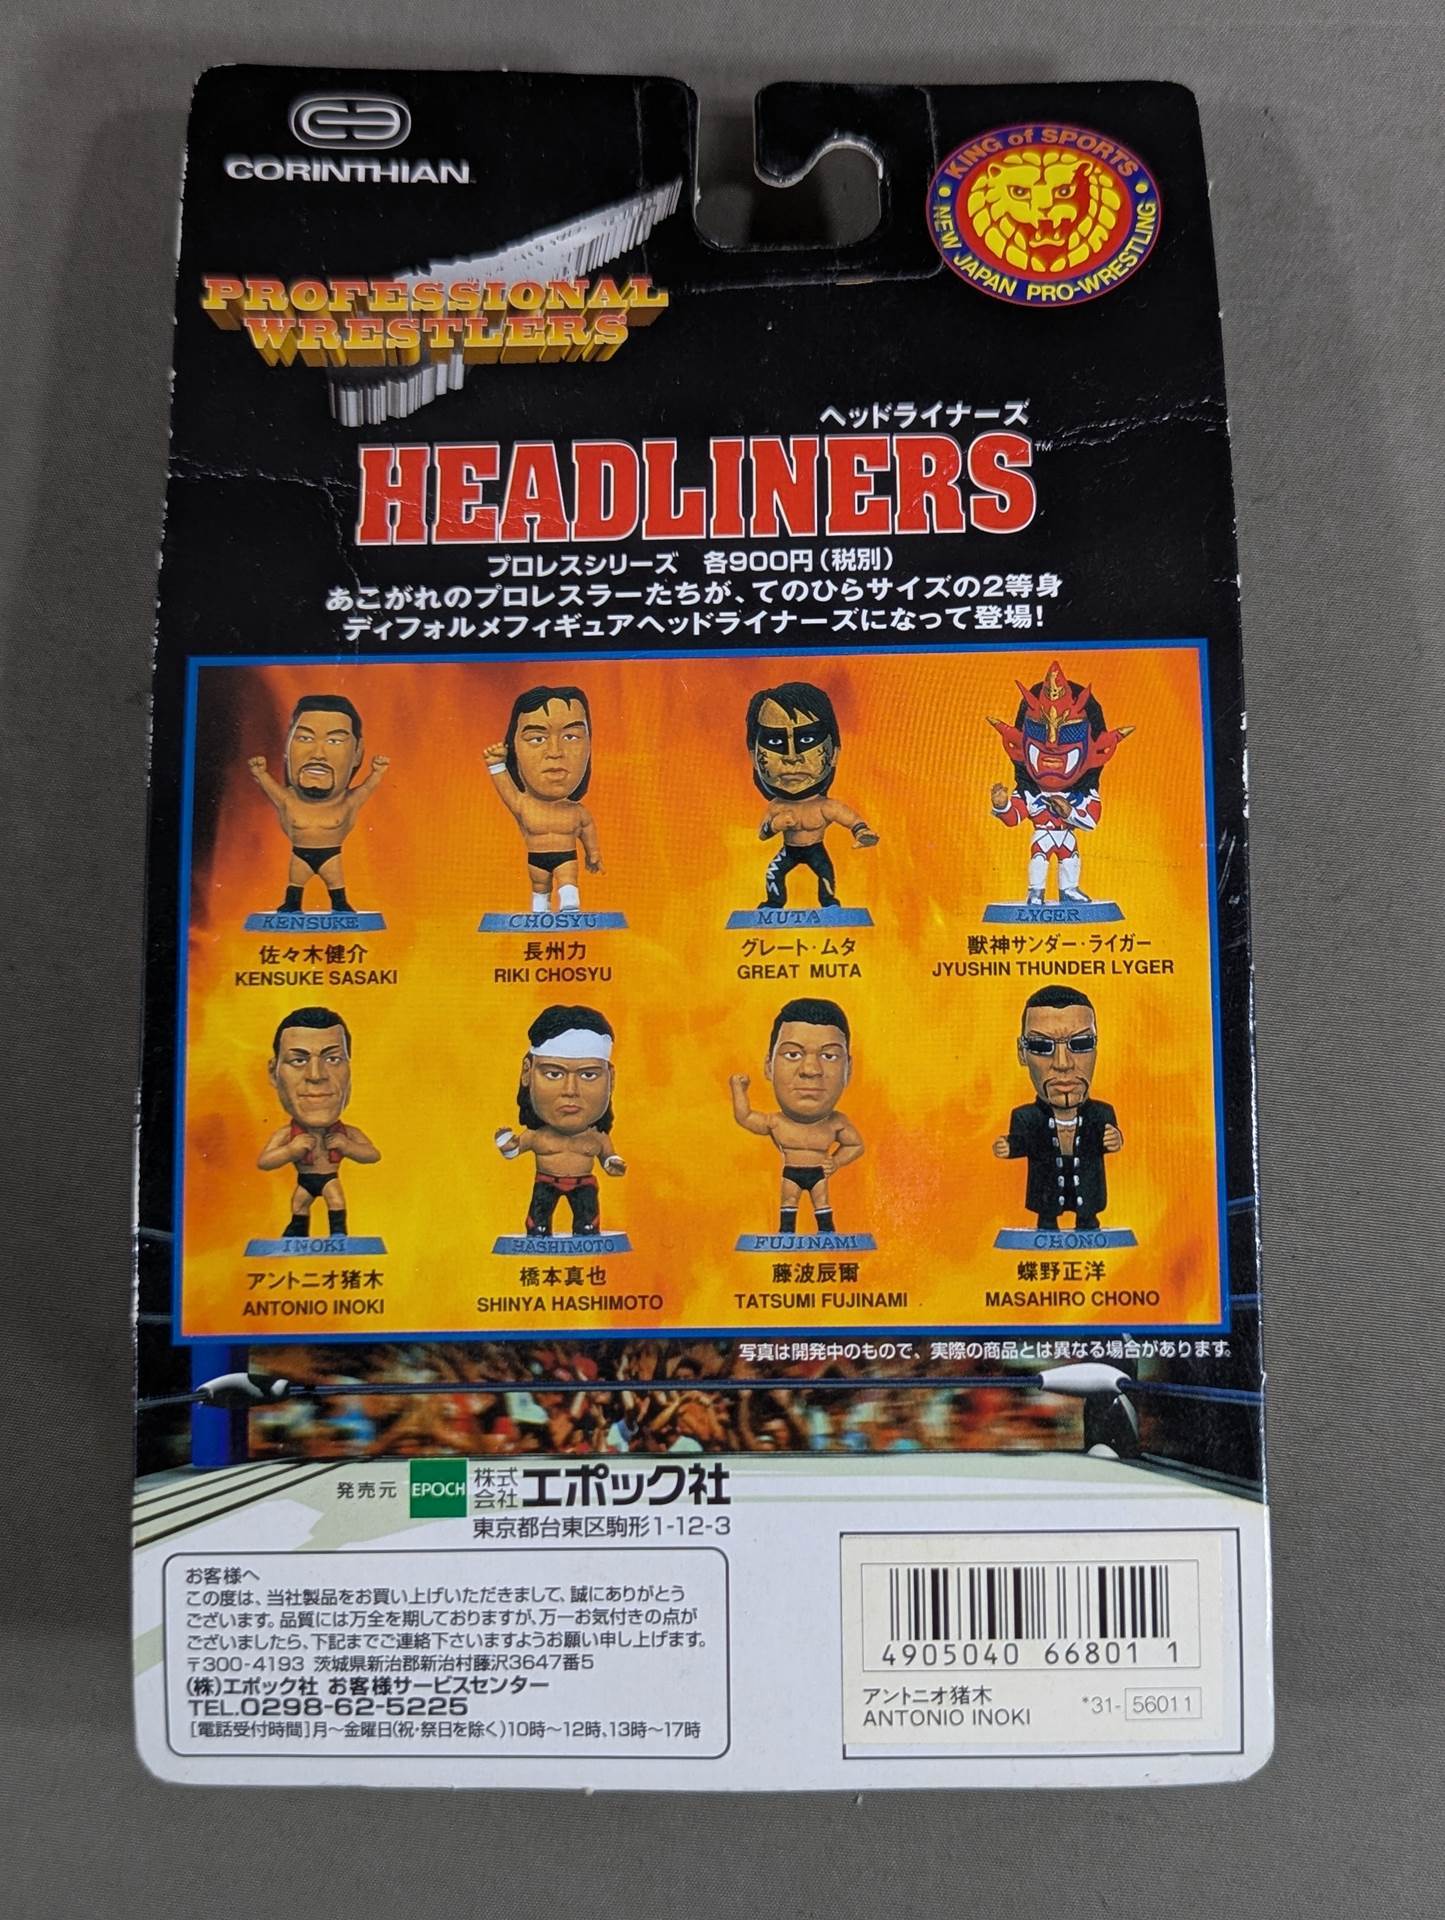 CORINTHIAN
KING of SPORTS
NEW JAPAN PRO-WRESTLING
PROFESSIONAL
WRESTLERS
ヘッドライナーズ
HEADLINERS™
プロレスシリーズ 各900円(税別)
あこがれのプロレスラーたちが、てのひらサイズの2等身
ディフォルメフィギュアヘッドライナーズになって登場!
KENSUKE
CHOSYU
MUTA
LYGER
佐々木健介
KENSUKE SASAKI
長州力
RIKI CHOSYU
グレート・ムタ
GREAT MUTA
獣神サンダー・ライガー
JYUSHIN THUNDER LYGER
INOKI
HASHIMOTO
FUJINAMI
CHONO
アントニオ猪木
ANTONIO INOKI
橋本真也
SHINYA HASHIMOTO
藤波辰爾
TATSUMI FUJINAMI
蝶野正洋
MASAHIRO CHONO
写真は開発中のもので、実際の商品とは異なる場合があります。
発売元 EPOCH 株式会社 エポック社
東京都台東区駒形1-12-3
お客様へ
この度は、当社製品をお買い上げいただきまして、誠にありがとう
ございます。品質には万全を期しておりますが、万一お気付きの点が
ございましたら、下記までご連絡下さいますようお願い申し上げます。
〒300-4193 茨城県新治郡新治村藤沢3647番5
(株)エポック社 お客様サービスセンター
TEL.0298-62-5225
[電話受付時間]月〜金曜日(祝・祭日を除く)10時〜12時、13時〜17時
4905040 66801 1
アントニオ猪木
ANTONIO INOKI
*31- 56011